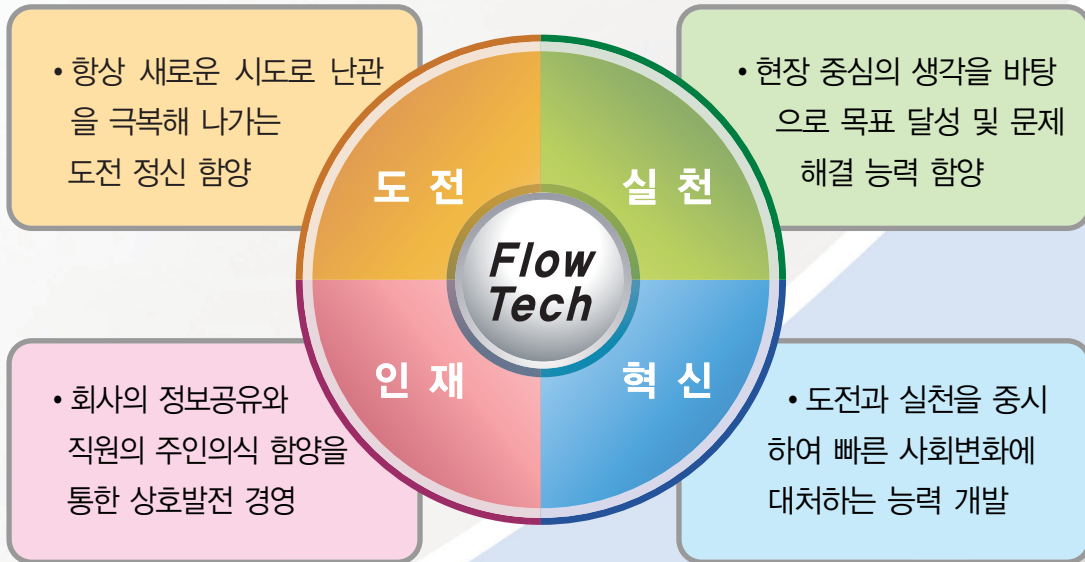 • 항상 새로운 시도로 난관
을 극복해 나가는
도전 정신 함양
• 현장 중심의 생각을 바탕
으로 목표 달성 및 문제
해결 능력 함양
도 전
실 천
Flow
Tech
인 재
혁 신
• 회사의 정보공유와
직원의 주인의식 함양을
통한 상호발전 경영
• 도전과 실천을 중시
하여 빠른 사회변화에
대처하는 능력 개발